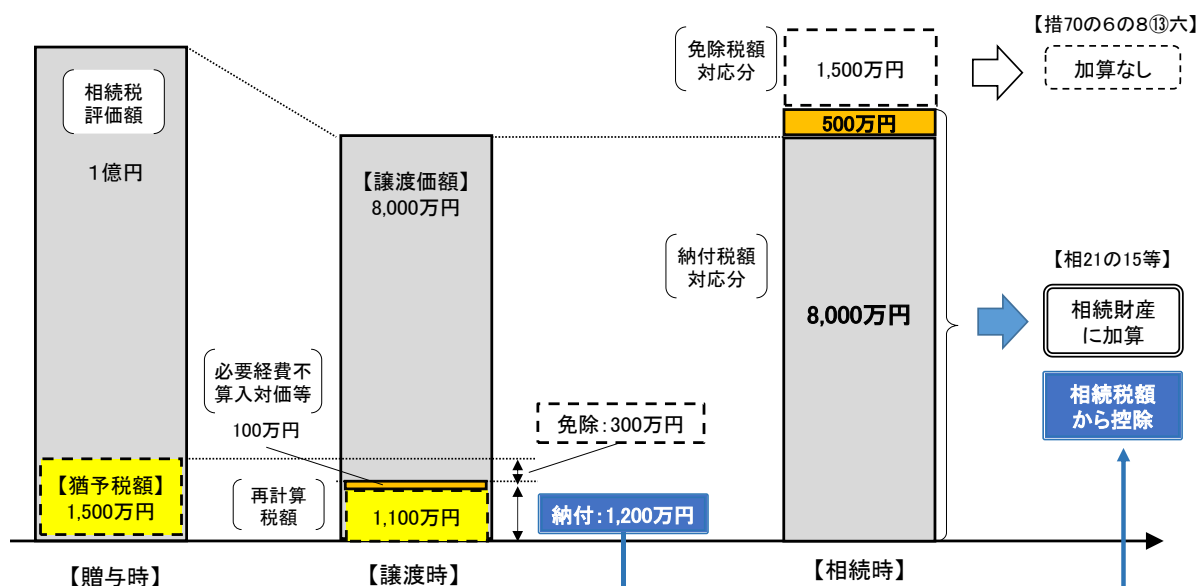 【措70の6の8⑬六】
免除税額
対応分
1,500万円
加算なし
相続税
評価額
1億円
500万円
【譲渡価額】
8,000万円
納付税額
対応分
8,000万円
【相21の15等】
相続財産
に加算
相続税額
から控除
必要経費不
算入対価等
100万円
免除：300万円
【猶予税額】
1,500万円
再計算
税額
1,100万円
納付：1,200万円
【贈与時】
【譲渡時】
【相続時】